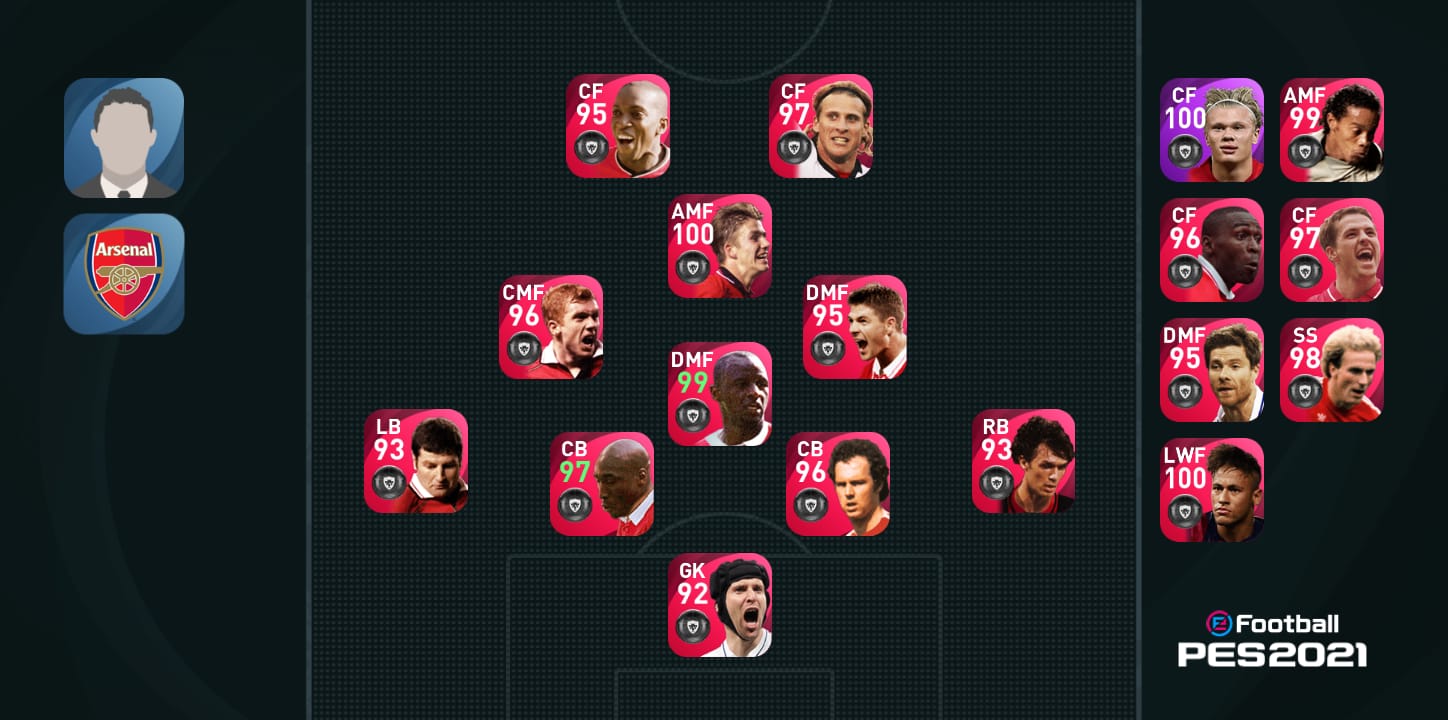 Arsenal
CF
95
CF
97
AMF
100
CMF
96
DMF
95
DMF
99
LB
93
CB
97
CB
96
RB
93
GK
92
CF
100
AMF
99
CF
96
CF
97
DMF
95
SS
98
LWF
100
eFootball
PES2021